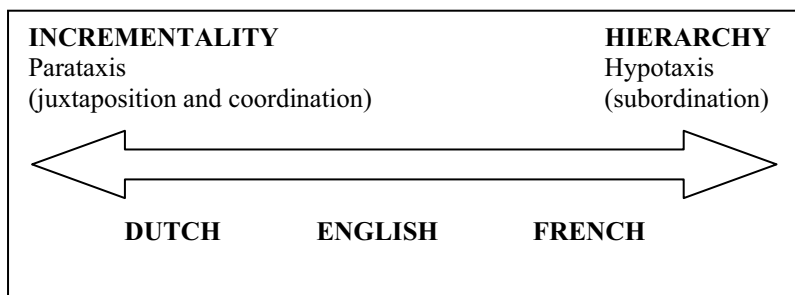 INCREMENTALITY HIERARCHY
Parataxis Hypotaxis
(juxtaposition and coordination) (subordination)
DUTCH ENGLISH FRENCH